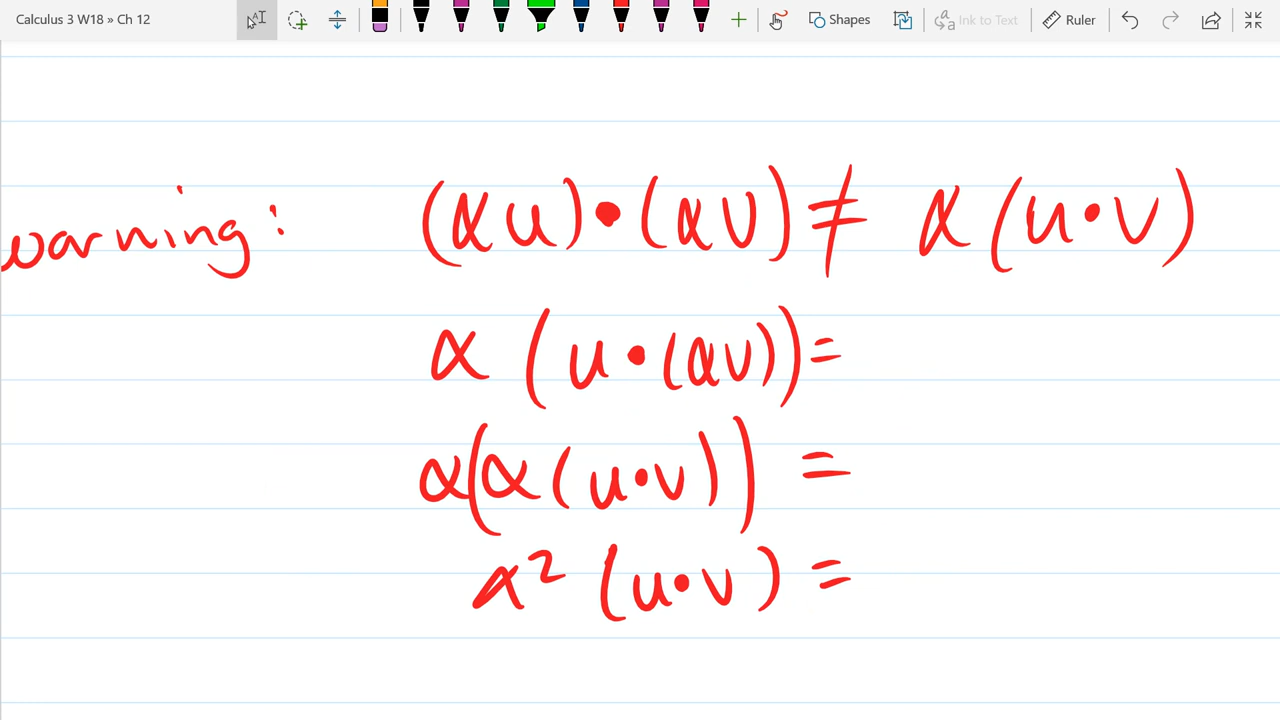 Calculus 3 W18 » Ch 12
Shapes
Ink to Text
Ruler
warning: (αu)•(αv) ≠ α(u•v)
α(u•(αv)) =
α(α(u•v)) =
α²(u•v) =